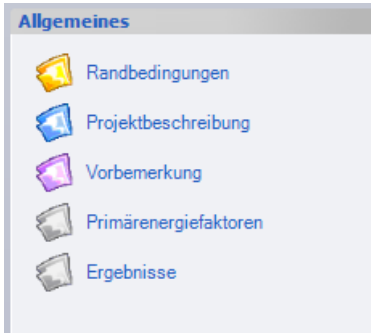 Allgemeines
Randbedingungen
Projektbeschreibung
Vorbemerkung
Primärenergiefaktoren
Ergebnisse